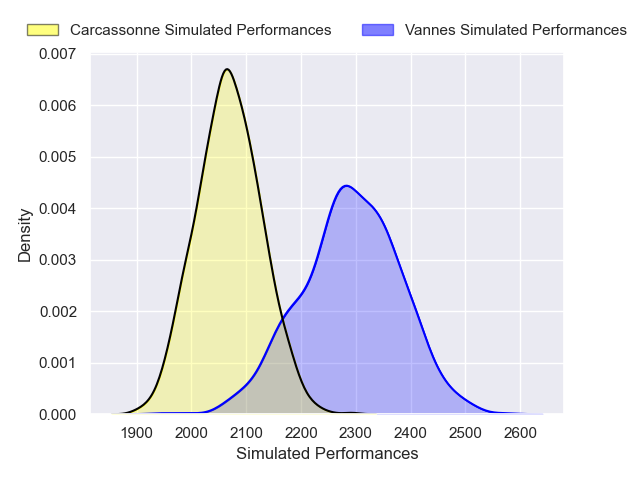 Carcassonne Simulated Performances Vannes Simulated Performances
0.007
0.006
0.005
0.004
0.003
0.002
0.001
0.000
Density
1900 2000 2100 2200 2300 2400 2500 2600
Simulated Performances